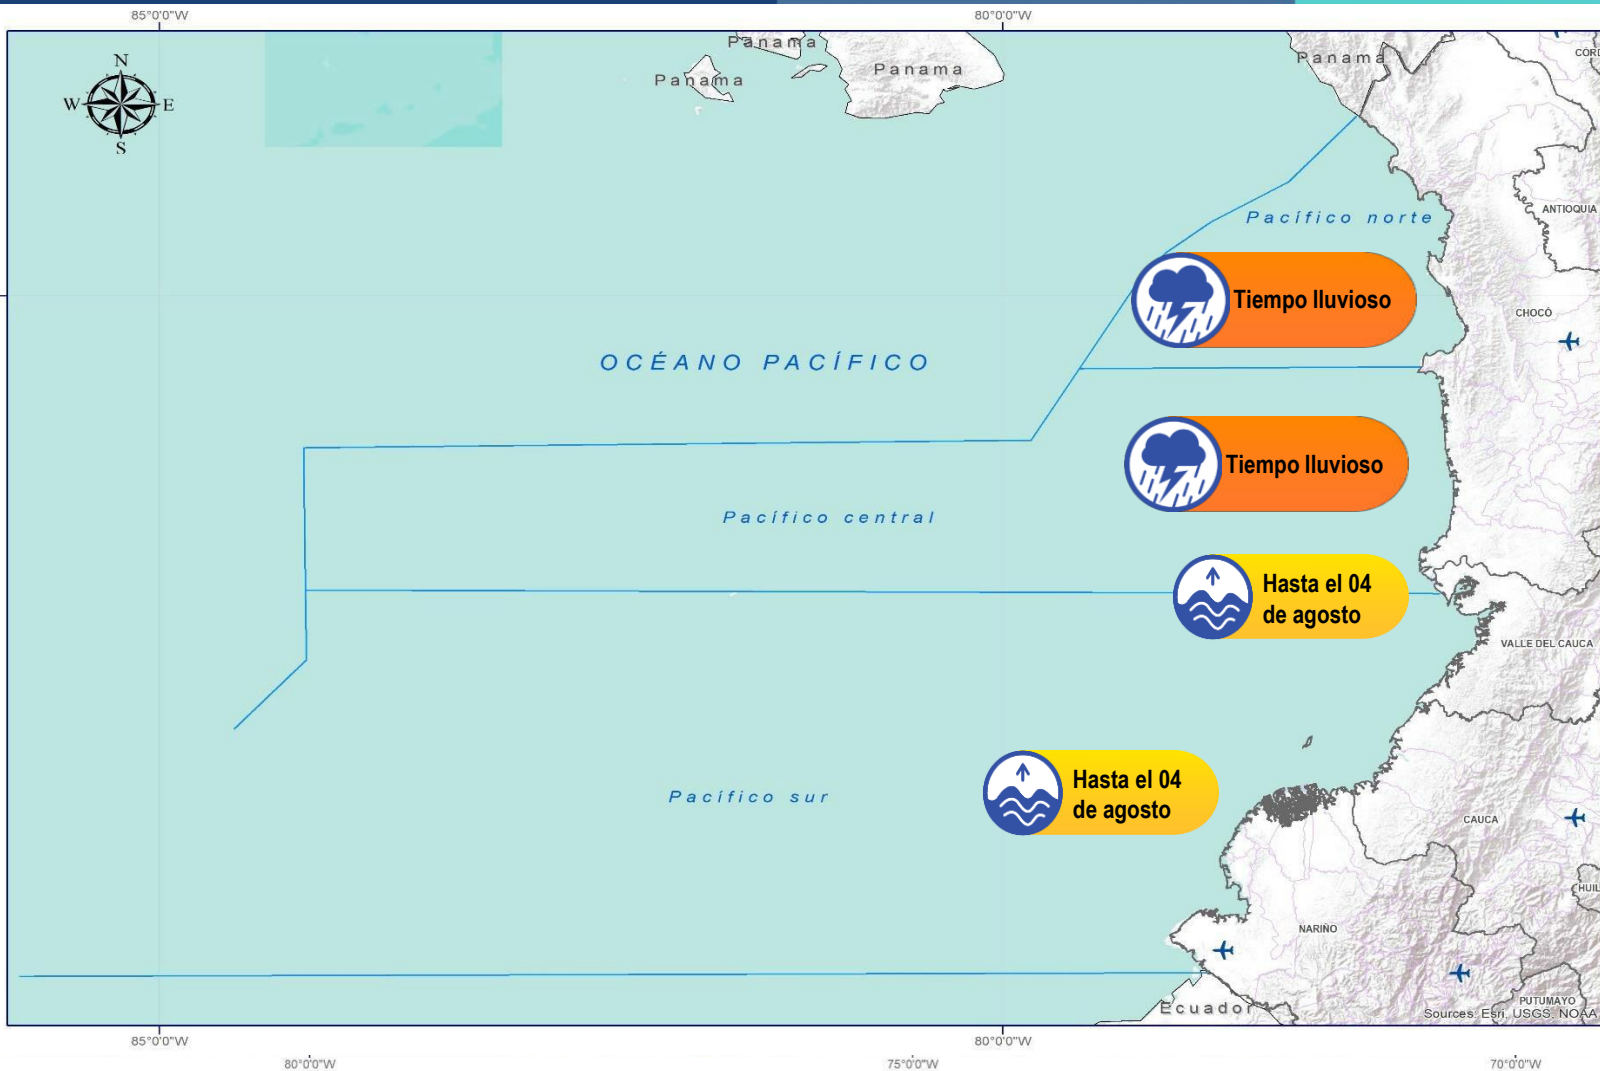 85°0'0"W
80°0'0"W
N
W
E
S
Panama
Panama
Panama
Panama
CÓRD
ANTIOQUIA
Pacífico norte
Tiempo lluvioso
CHOCÓ
OCÉANO PACÍFICO
Tiempo lluvioso
Pacífico central
Hasta el 04
de agosto
VALLE DEL CAUCA
Hasta el 04
de agosto
Pacífico sur
CAUCA
HUIL
NARIÑO
PUTUMAYO
Ecuador
Sources: Esri, USGS, NOAA
85°0'0"W
80°0'0"W
80°0'0"W
75°0'0"W
70°0'0"W